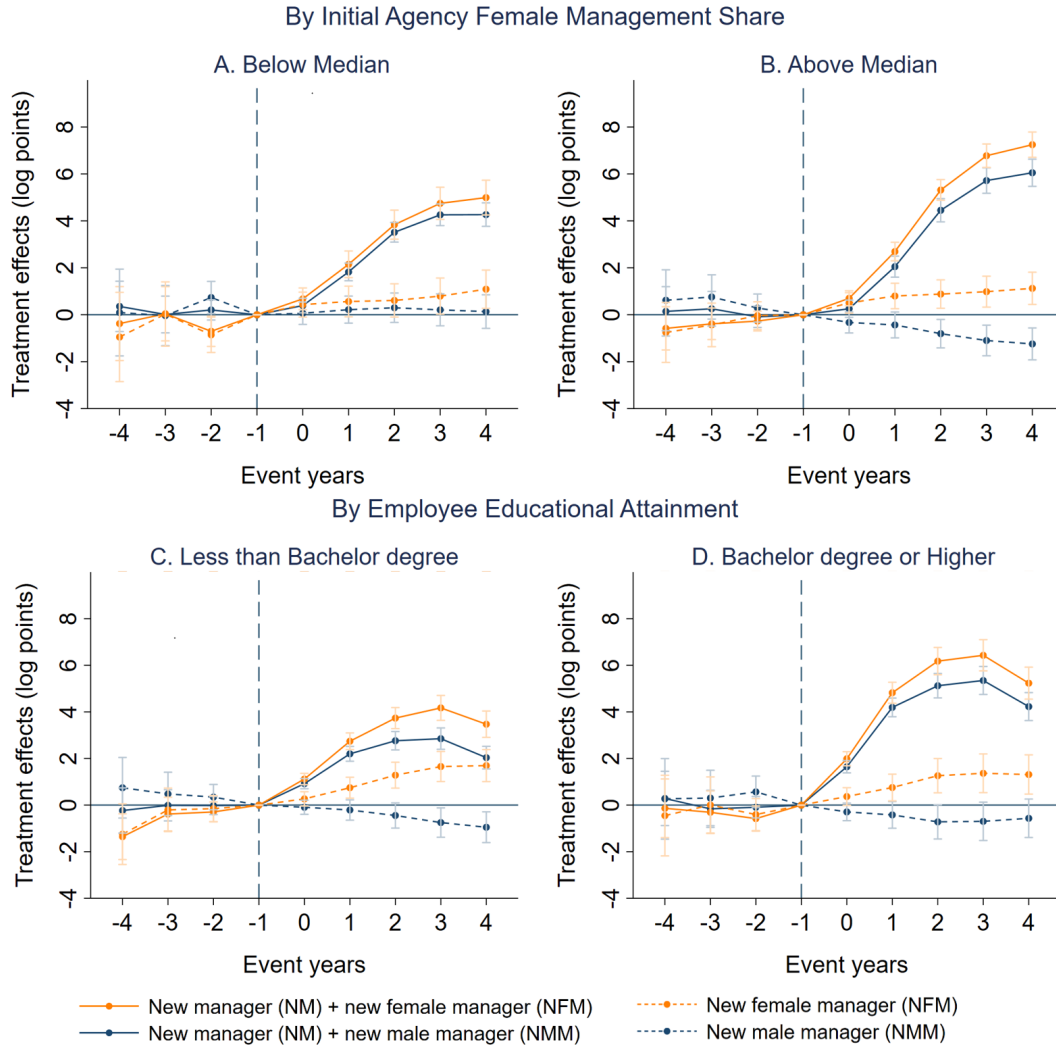 By Initial Agency Female Management Share
A. Below Median
B. Above Median
Treatment effects (log points)
8
6
4
2
0
-2
-4
-4 -3 -2 -1 0 1 2 3 4
Event years
Treatment effects (log points)
8
6
4
2
0
-2
-4
-4 -3 -2 -1 0 1 2 3 4
Event years
By Employee Educational Attainment
C. Less than Bachelor degree
D. Bachelor degree or Higher
Treatment effects (log points)
8
6
4
2
0
-2
-4
-4 -3 -2 -1 0 1 2 3 4
Event years
Treatment effects (log points)
8
6
4
2
0
-2
-4
-4 -3 -2 -1 0 1 2 3 4
Event years
New manager (NM) + new female manager (NFM)
New female manager (NFM)
New manager (NM) + new male manager (NMM)
New male manager (NMM)